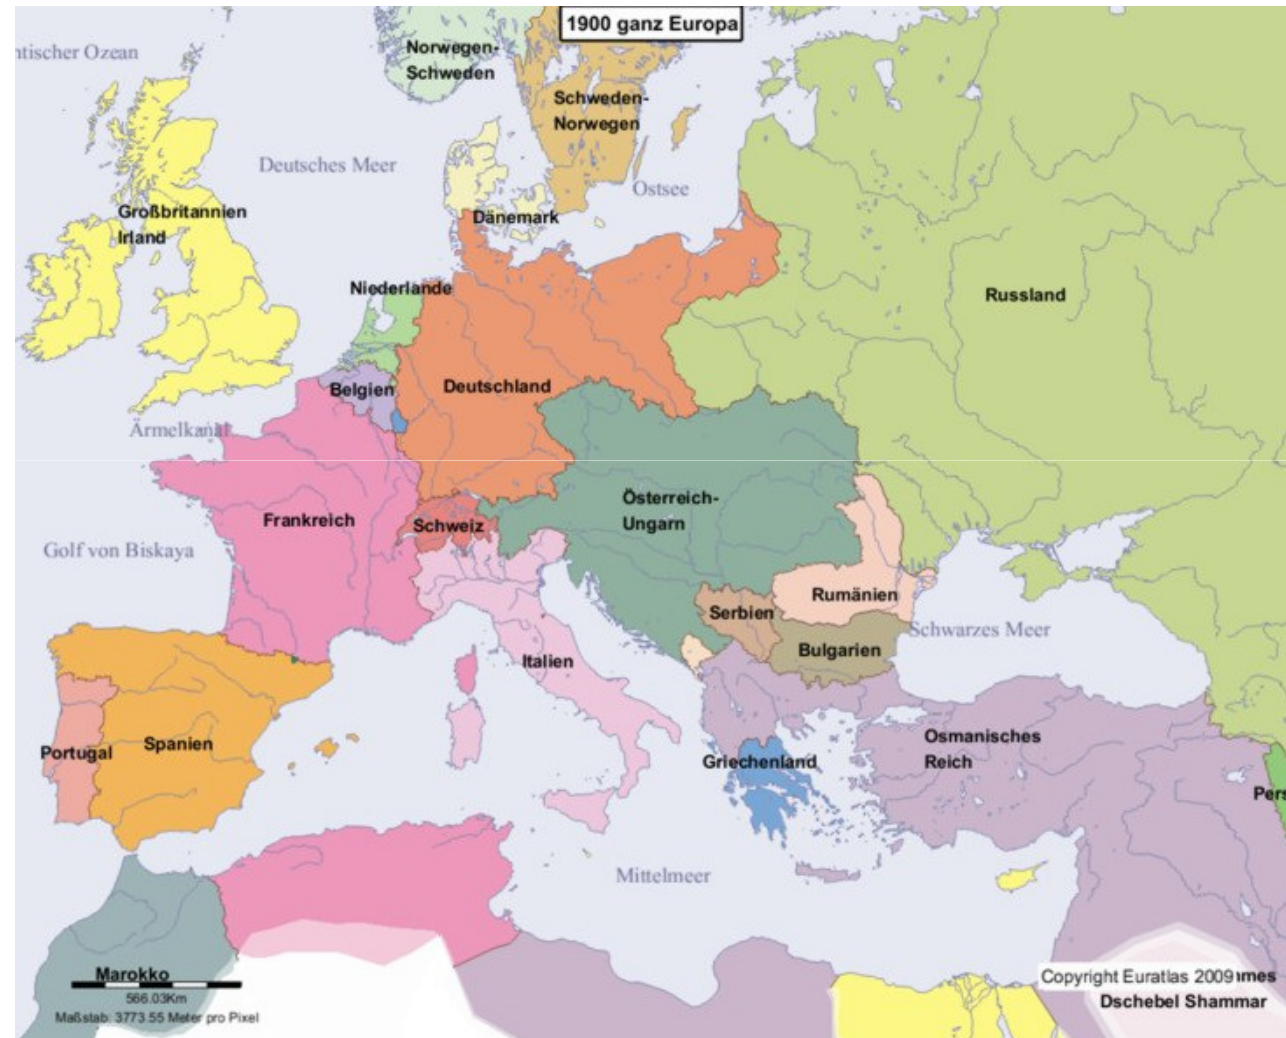 1900 ganz Europa
ntischer Ozean
Norwegen-
Schweden
Schweden-
Norwegen
Deutsches Meer
Ostsee
Großbritannien
Irland
Dänemark
Niederlande
Russland
Belgien
Deutschland
Ärmelkanal
Frankreich
Schweiz
Österreich-
Ungarn
Golf von Biskaya
Rumänien
Serbien
Schwarzes Meer
Bulgarien
Italien
Portugal
Spanien
Osmanisches
Reich
Griechenland
Pers
Mittelmeer
Marokko
566.03Km
Maßstab: 3773.55 Meter pro Pixel
Copyright Euratlas 2009
mmes
Dschebel Shammar